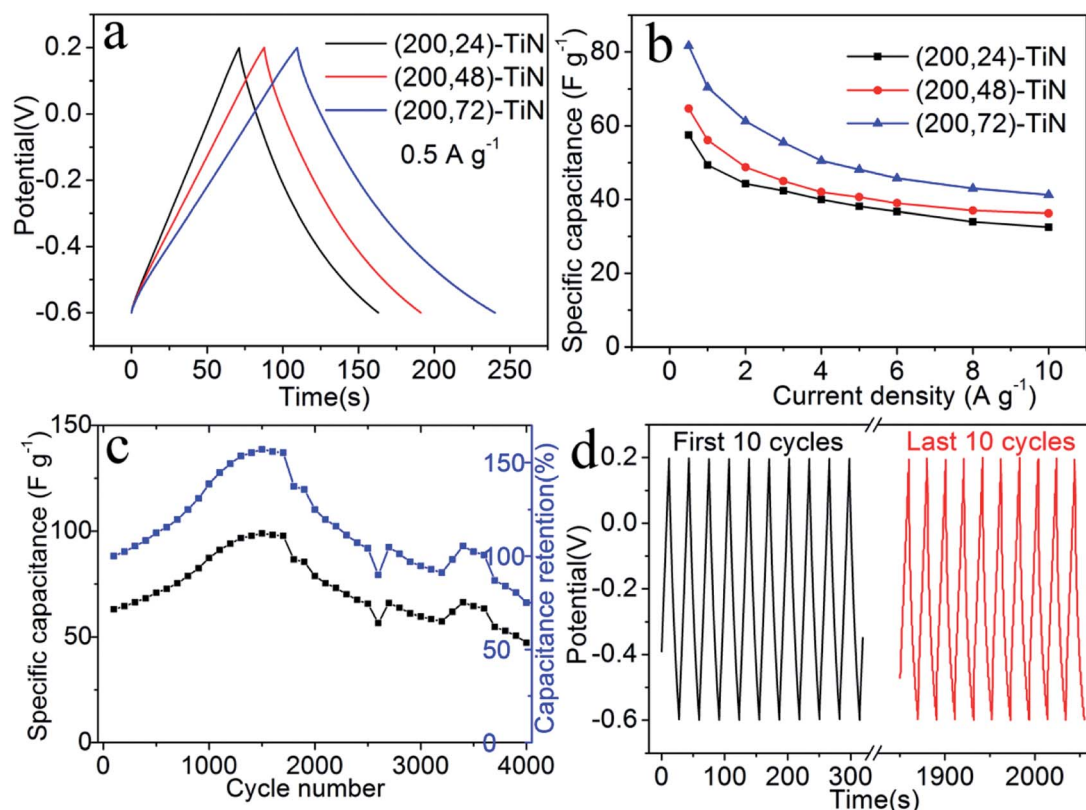 a
(200,24)-TiN
(200,48)-TiN
(200,72)-TiN
0.5 A g-1
Potential(V)
0.2
0.0
-0.2
-0.4
-0.6
0 50 100 150 200 250
Time(s)
b
(200,24)-TiN
(200,48)-TiN
(200,72)-TiN
Specific capacitance (F g-1)
80
60
40
20
0
0 2 4 6 8 10
Current density (A g-1)
c
Specific capacitance (F g-1)
150
100
50
0
Capacitance retention(%)
150
100
50
0
0 1000 2000 3000 4000
Cycle number
d
First 10 cycles
Last 10 cycles
Potential(V)
0.2
0.0
-0.2
-0.4
-0.6
0 100 200 300 1900 2000
Time(s)